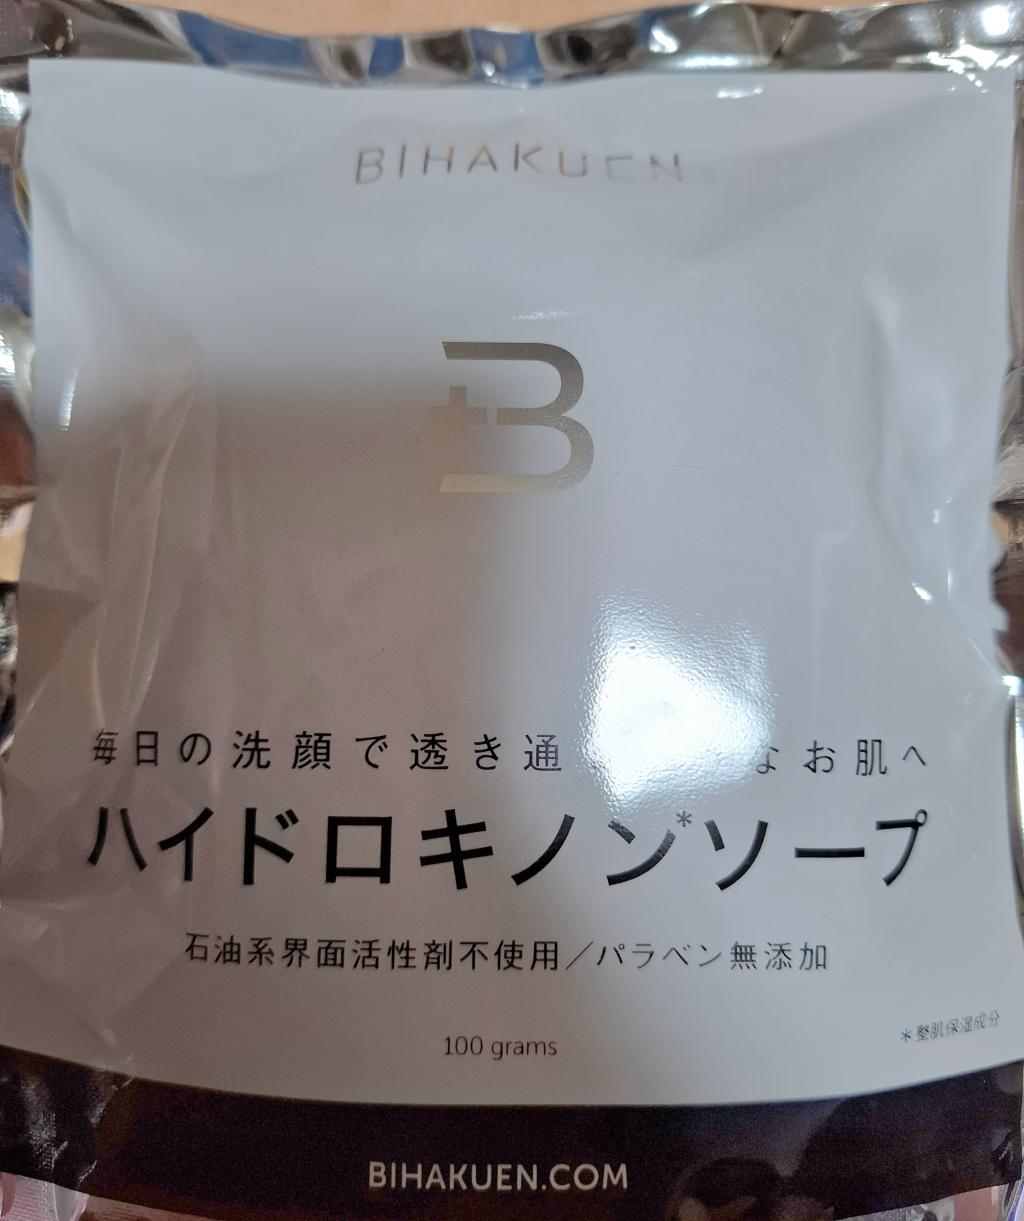 BIHAKUEN
B
毎日の洗顔で透き通 なお肌へ
ハイドロキノン*ソープ
石油系界面活性剤不使用／パラベン無添加
*整肌保湿成分
100 grams
BIHAKUEN.COM